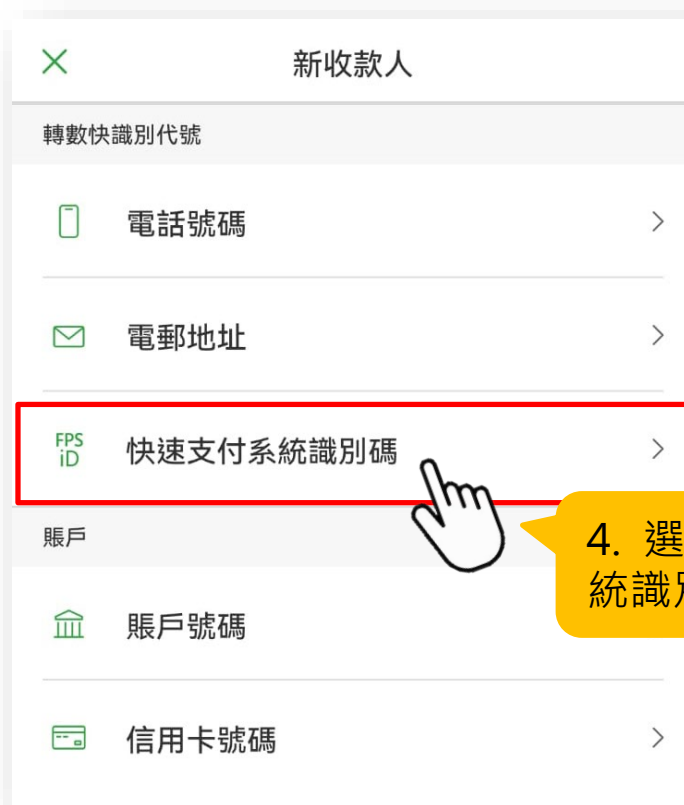 新收款人
轉數快識別代號
電話號碼
電郵地址
FPS
iD
快速支付系統識別碼
賬戶
4. 選
統識
賬戶號碼
信用卡號碼